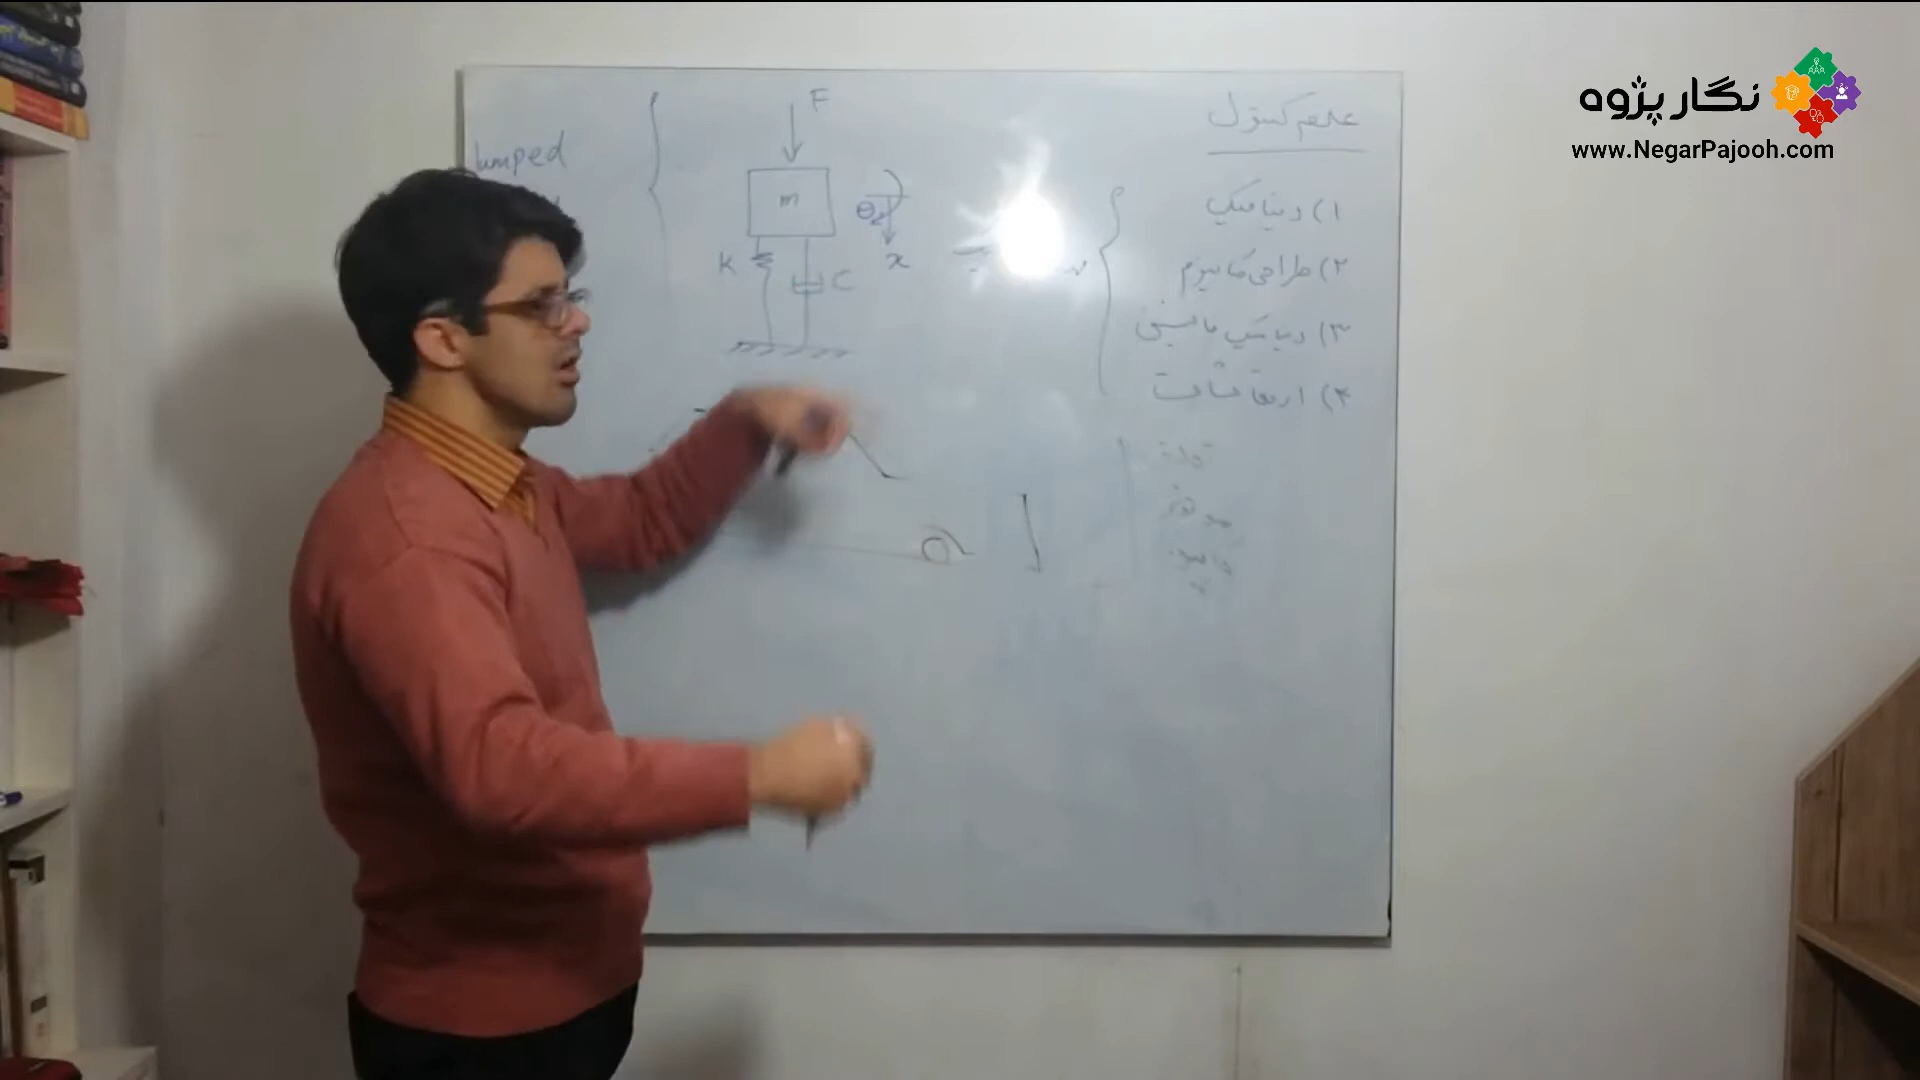 نگار پژوه
www.NegarPajooh.com
علم کنترل
۱) دینامیک
۲) طراحی مکانیزم
۳) دینامیک ماشین
۴) ارتعاشات
lumped
F
m
θ
x
K
C